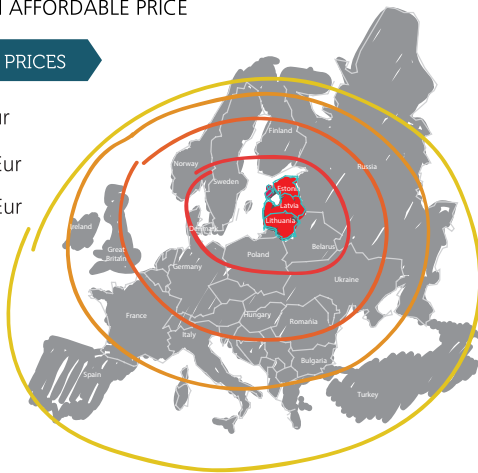 AFFORDABLE PRICE
PRICES
Eur
Eur
Finland
Norway
Russia
Sweden
Estonia
Latvia
Lithuania
Ireland
Denmark
Great
Britain
Belarus
Poland
Germany
Ukraine
France
Hungary
Romania
Italy
Bulgaria
Spain
Turkey